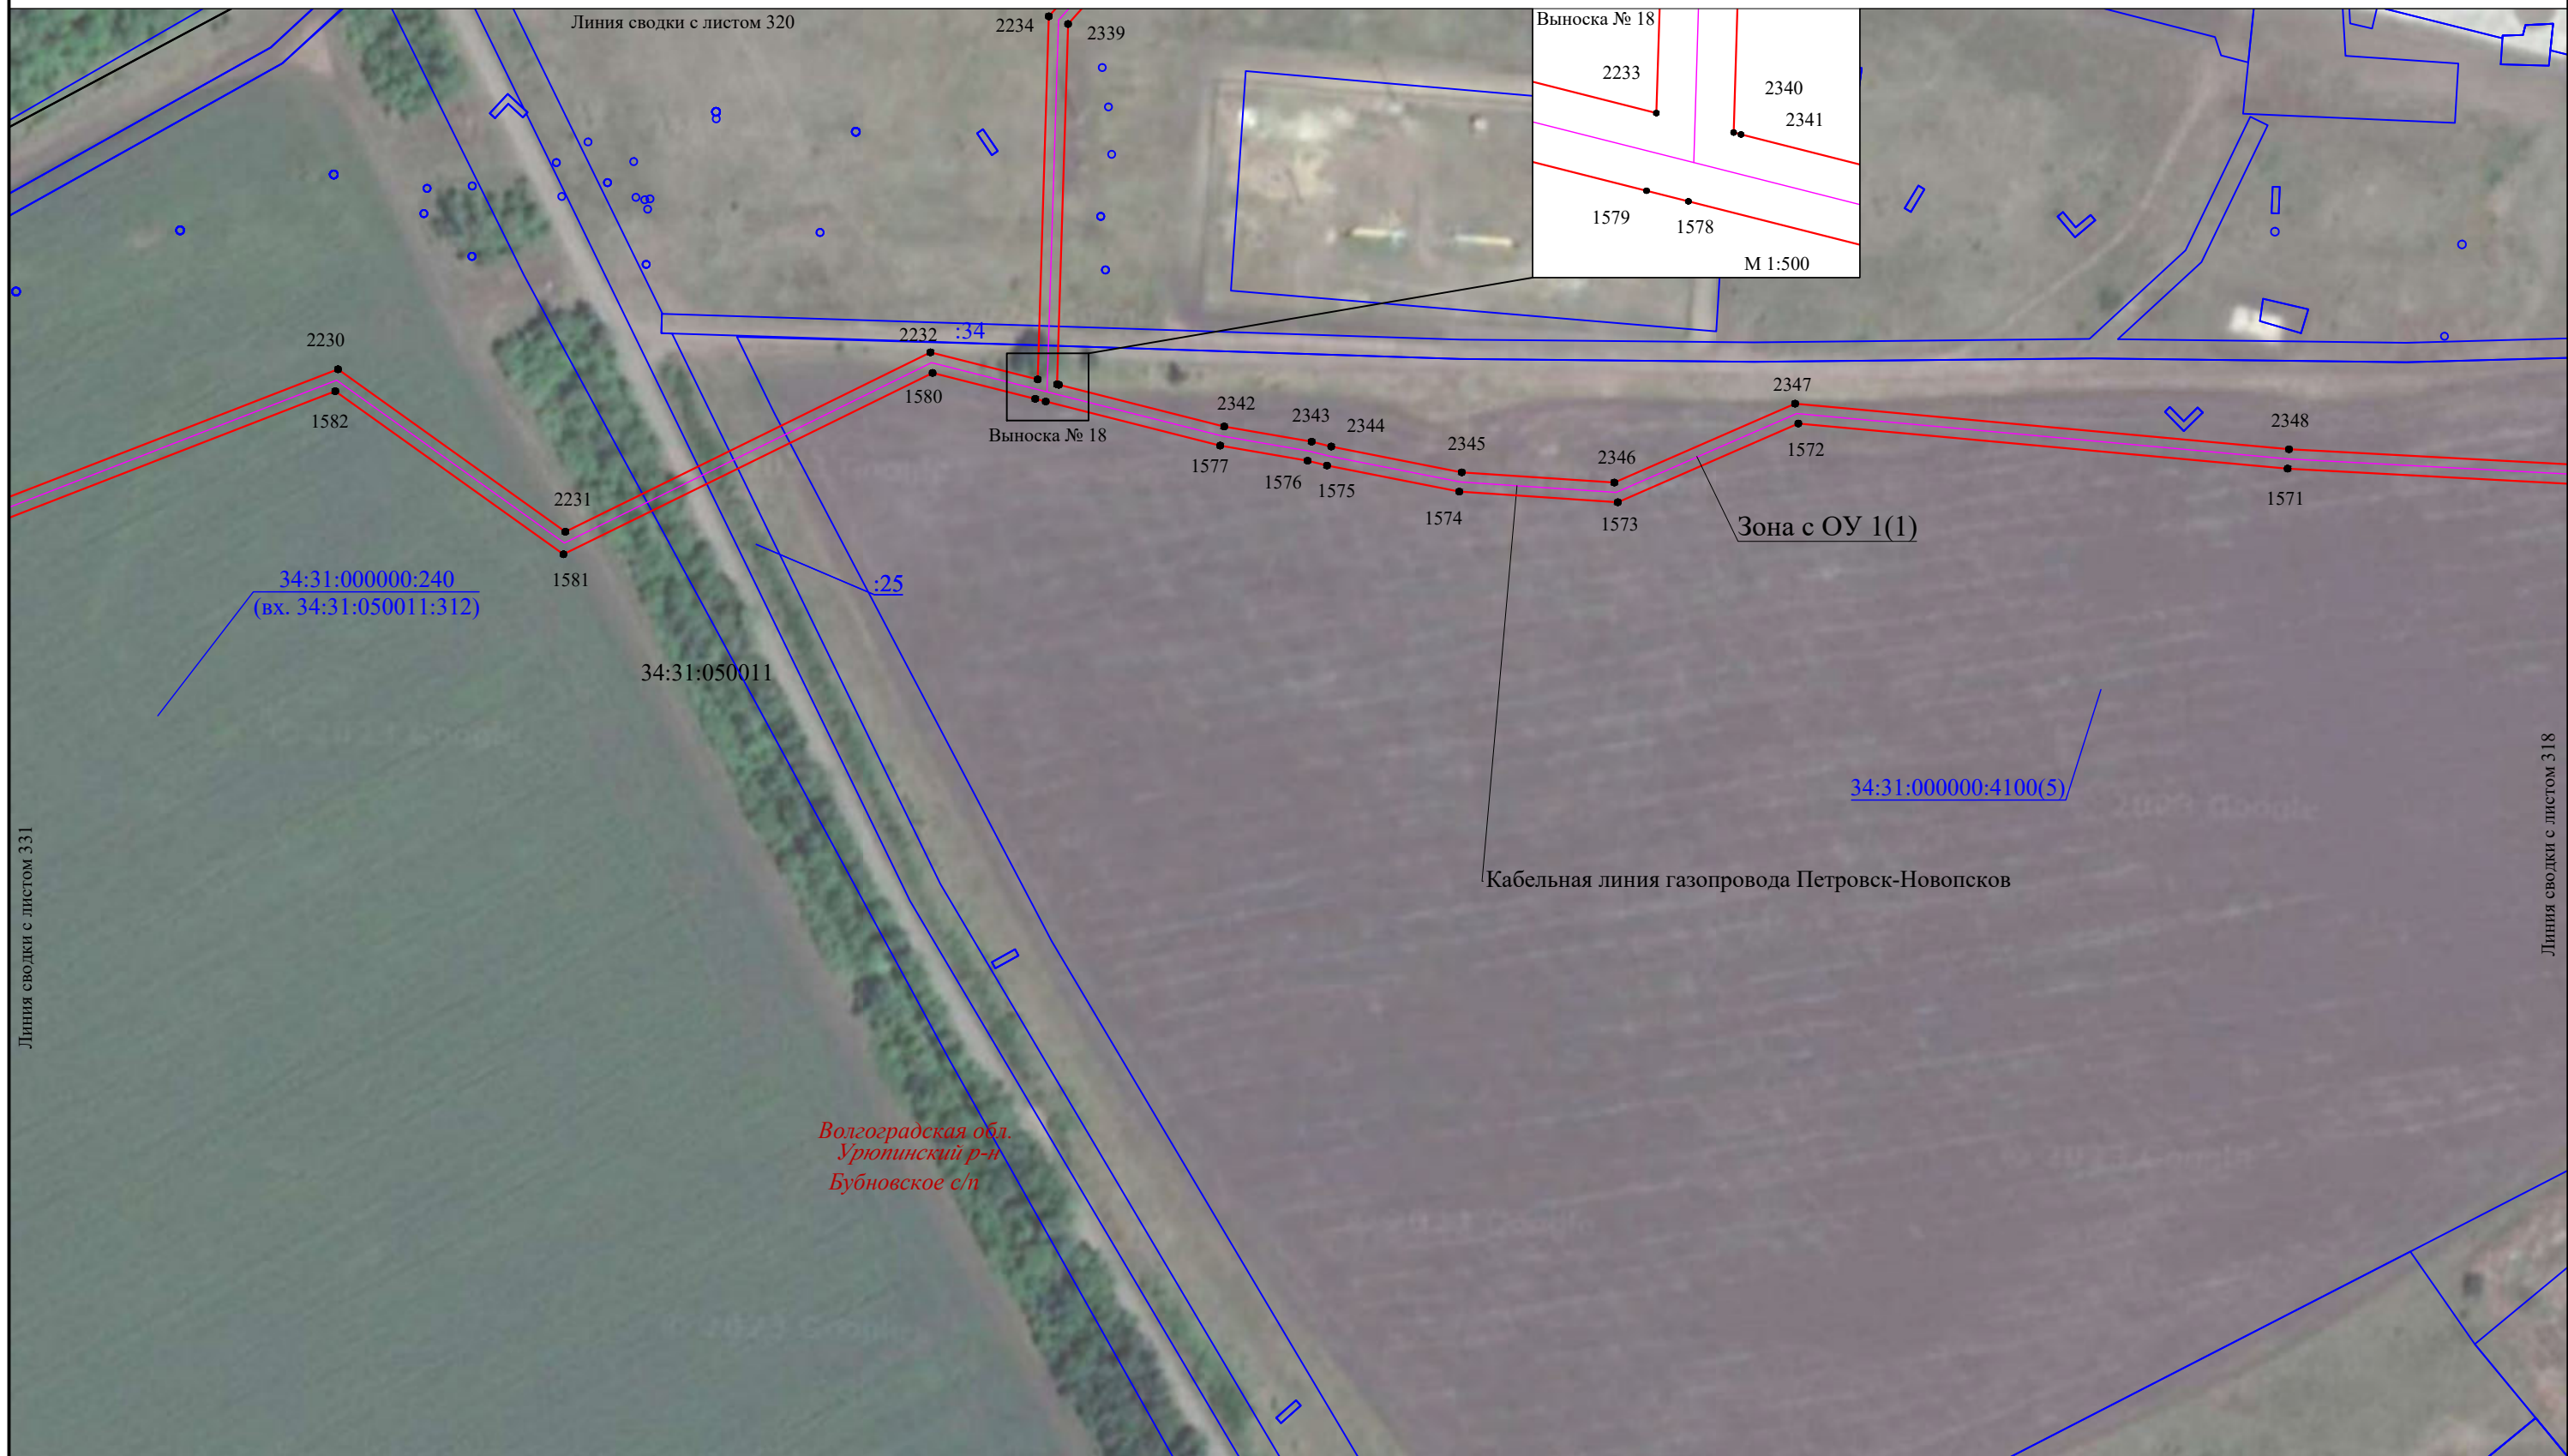 Линия сводки с листом 320
2234
2339
Выноска № 18
2233
2340
2341
1579
1578
М 1:500
2230
1582
2232
:34
1580
Выноска № 18
2342
2343
2344
2345
2346
2347
2348
1577
1576
1575
1574
1573
1572
1571
2231
1581
Зона с ОУ 1(1)
34:31:000000:240
(вх. 34:31:050011:312)
:25
34:31:050011
34:31:000000:4100(5)
Кабельная линия газопровода Петровск-Новопсков
Линия сводки с листом 331
Линия сводки с листом 318
Волгоградская обл.
Урюпинский р-н
Бубновское с/п